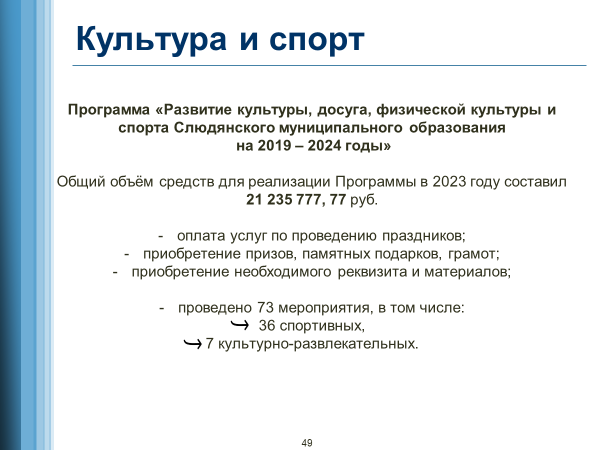 Культура и спорт
Программа «Развитие культуры, досуга, физической культуры и
спорта Слюдянского муниципального образования
на 2019 – 2024 годы»
Общий объём средств для реализации Программы в 2023 году составил
21 235 777, 77 руб.
- оплата услуг по проведению праздников;
- приобретение призов, памятных подарков, грамот;
- приобретение необходимого реквизита и материалов;
- проведено 73 мероприятия, в том числе:
36 спортивных,
7 культурно-развлекательных.
49